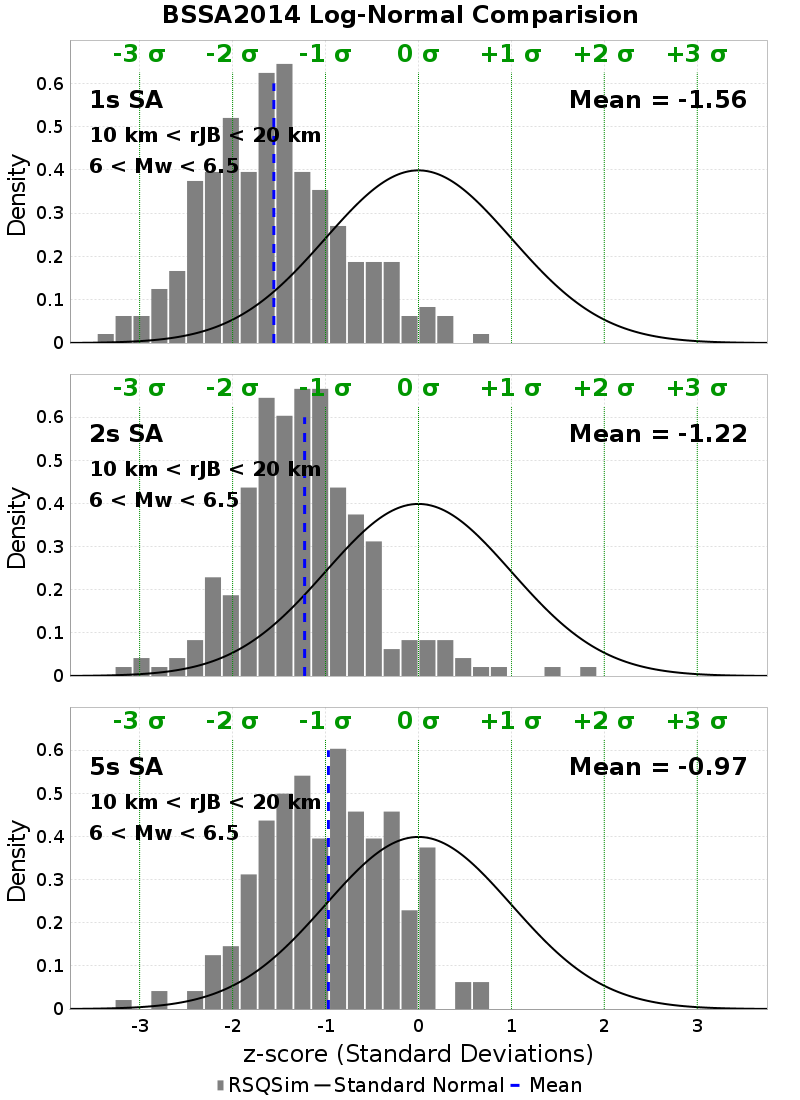 BSSA2014 Log-Normal Comparision
-3 σ -2 σ -1 σ 0 σ +1 σ +2 σ +3 σ
1s SA
Mean = -1.56
10 km < rJB < 20 km
6 < Mw < 6.5
Density
0.6
0.5
0.4
0.3
0.2
0.1
0
-3 σ -2 σ -1 σ 0 σ +1 σ +2 σ +3 σ
2s SA
Mean = -1.22
10 km < rJB < 20 km
6 < Mw < 6.5
Density
0.6
0.5
0.4
0.3
0.2
0.1
0
-3 σ -2 σ -1 σ 0 σ +1 σ +2 σ +3 σ
5s SA
Mean = -0.97
10 km < rJB < 20 km
6 < Mw < 6.5
Density
0.6
0.5
0.4
0.3
0.2
0.1
0
-3 -2 -1 0 1 2 3
z-score (Standard Deviations)
RSQSim Standard Normal Mean